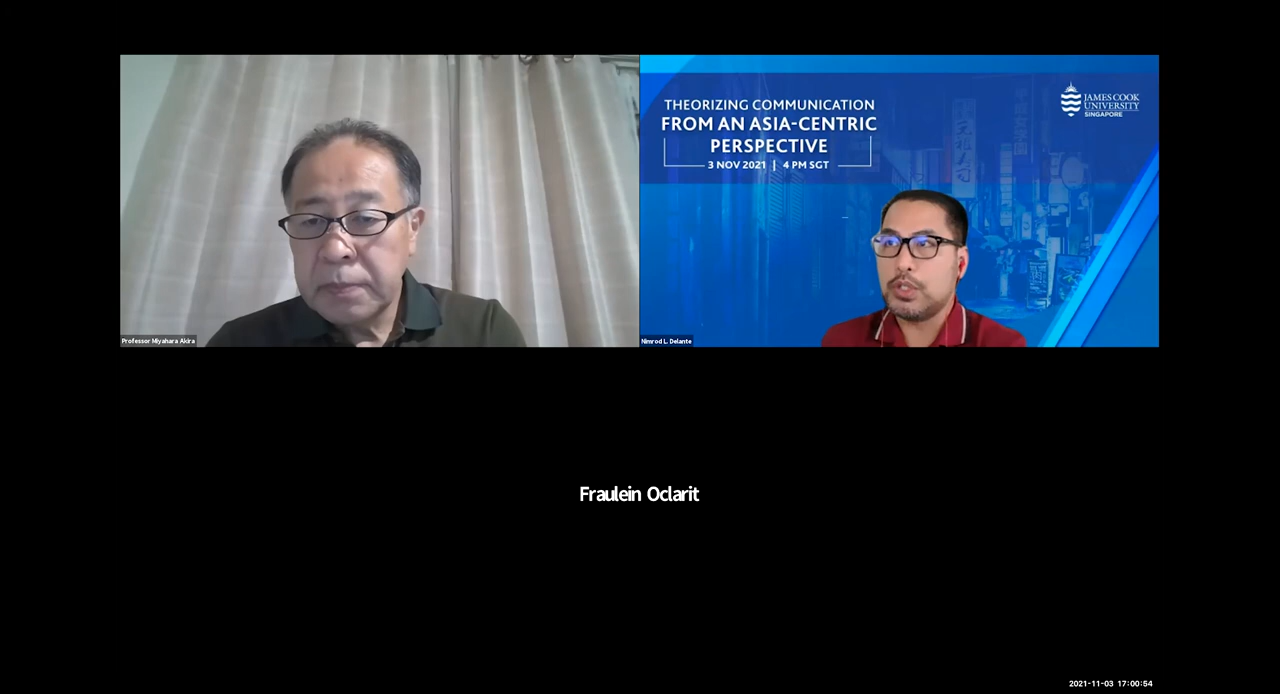 THEORIZING COMMUNICATION
FROM AN ASIA-CENTRIC
PERSPECTIVE
3 NOV 2021 | 4 PM SGT
JAMES COOK
UNIVERSITY
SINGAPORE
Professor Miyahara Akira
Nimrod L. Delante
Fraulein Oclarit
2021-11-03 17:00:54